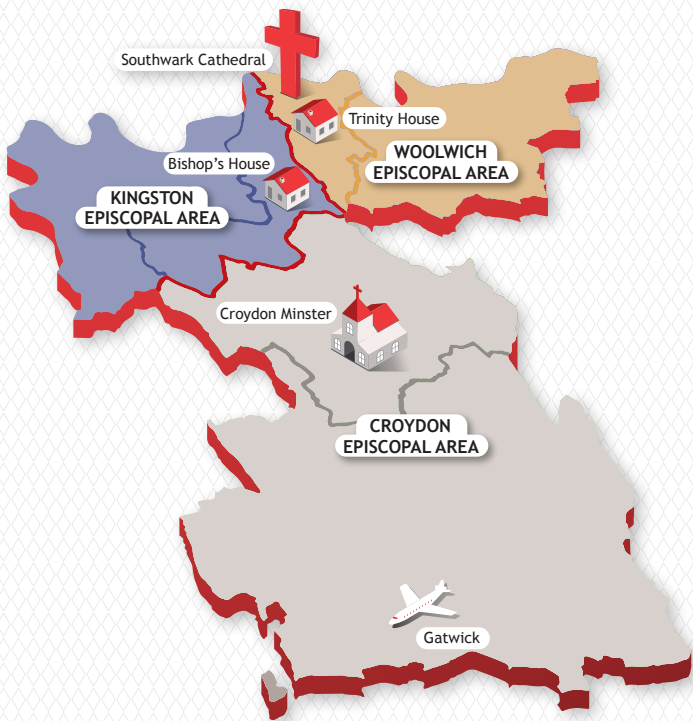 Southwark Cathedral
Trinity House
WOOLWICH
EPISCOPAL AREA
Bishop's House
KINGSTON
EPISCOPAL AREA
Croydon Minster
CROYDON
EPISCOPAL AREA
Gatwick